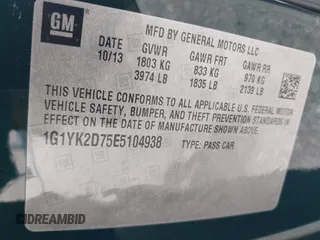 GM
MFD BY GENERAL MOTORS LLC
DATE GVWR GAWR FRT GAWR RR
10/13 1803 KG 833 KG 970 KG
3974 LB 1835 LB 2139 LB
THIS VEHICLE CONFORMS TO ALL APPLICABLE U.S. FEDERAL MOTOR
VEHICLE SAFETY, BUMPER, AND THEFT PREVENTION STANDARDS IN
EFFECT ON THE DATE OF MANUFACTURE SHOWN ABOVE.
1G1YK2D75E5104938 TYPE: PASS CAR
DREAMBID